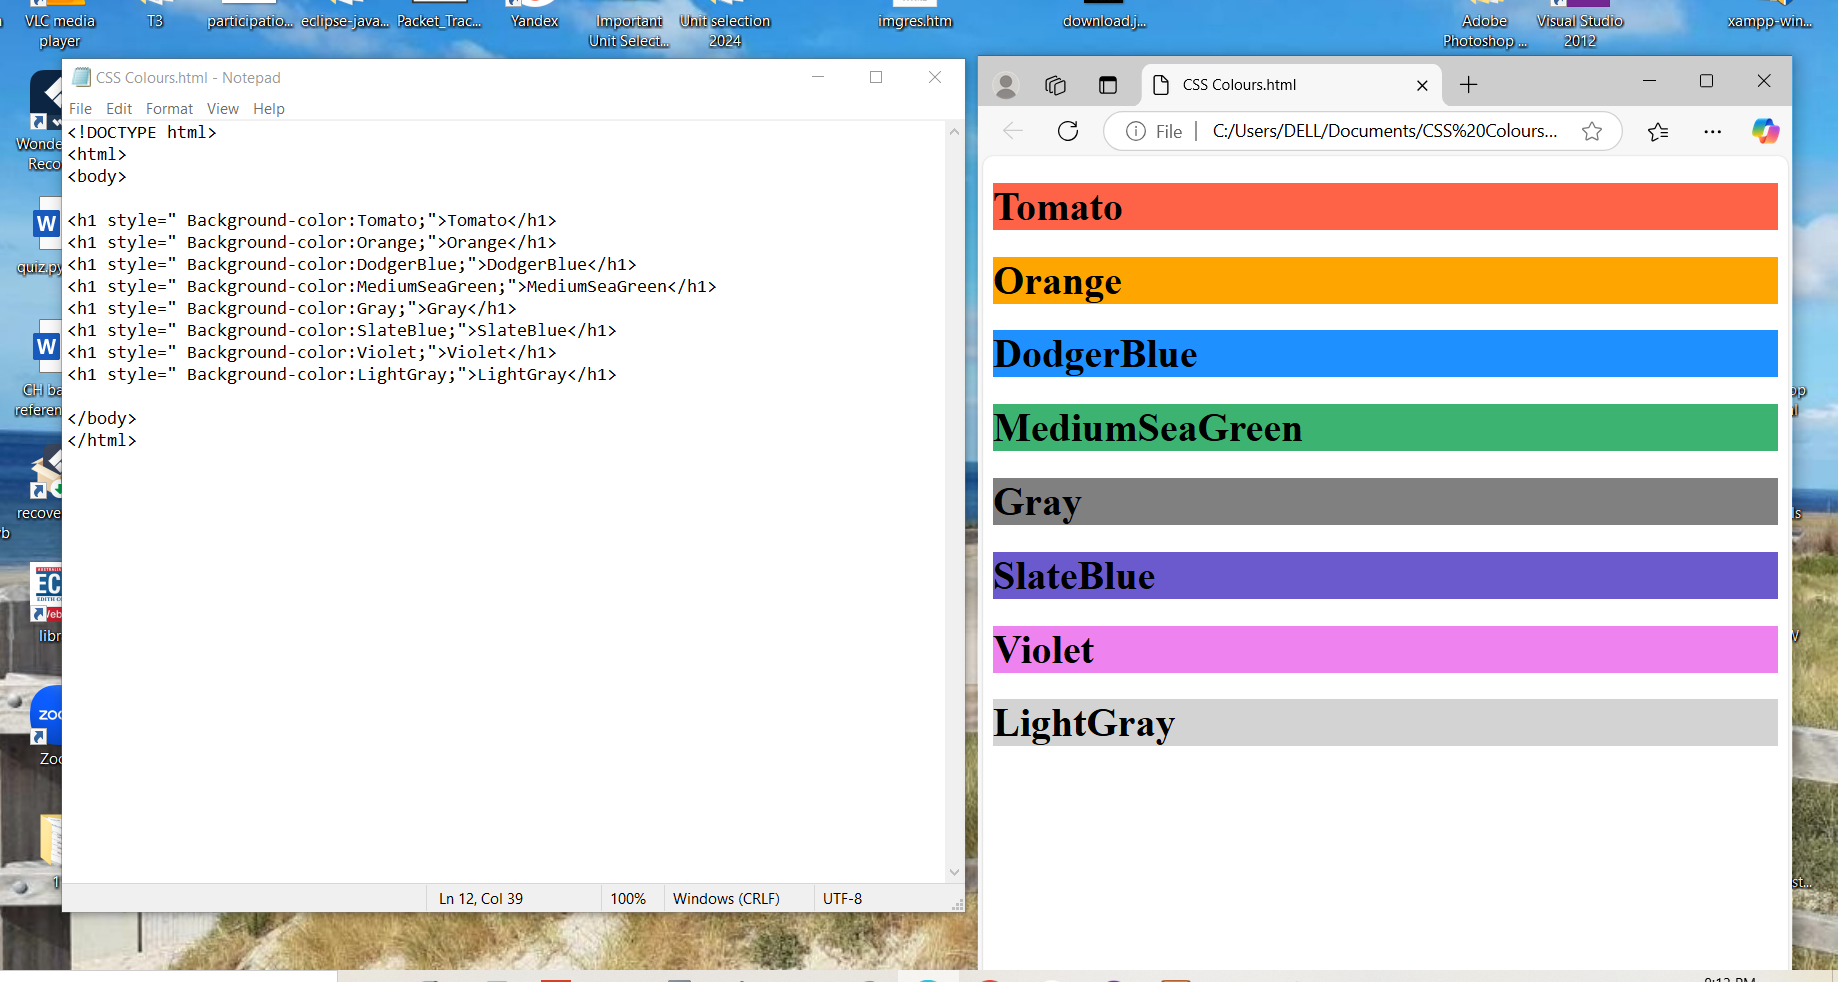 VLC media
player
T3
participatio...
eclipse-java...
Packet_Trac...
Yandex
Important
Unit Select...
Unit selection
2024
imgres.htm
download.j...
Adobe
Photoshop ...
Visual Studio
2012
xampp-win...
Wonde
Reco
quiz.py
CH ba
referen
recove
EC
libr
Zoo
1
CSS Colours.html - Notepad
File Edit Format View Help
<!DOCTYPE html>
<html>
<body>
<h1 style=" Background-color:Tomato;">Tomato</h1>
<h1 style=" Background-color:Orange;">Orange</h1>
<h1 style=" Background-color:DodgerBlue;">DodgerBlue</h1>
<h1 style=" Background-color:MediumSeaGreen;">MediumSeaGreen</h1>
<h1 style=" Background-color:Gray;">Gray</h1>
<h1 style=" Background-color:SlateBlue;">SlateBlue</h1>
<h1 style=" Background-color:Violet;">Violet</h1>
<h1 style=" Background-color:LightGray;">LightGray</h1>
</body>
</html>
Ln 12, Col 39 100% Windows (CRLF) UTF-8
CSS Colours.html
File C:/Users/DELL/Documents/CSS%20Colours...
Tomato
Orange
DodgerBlue
MediumSeaGreen
Gray
SlateBlue
Violet
LightGray